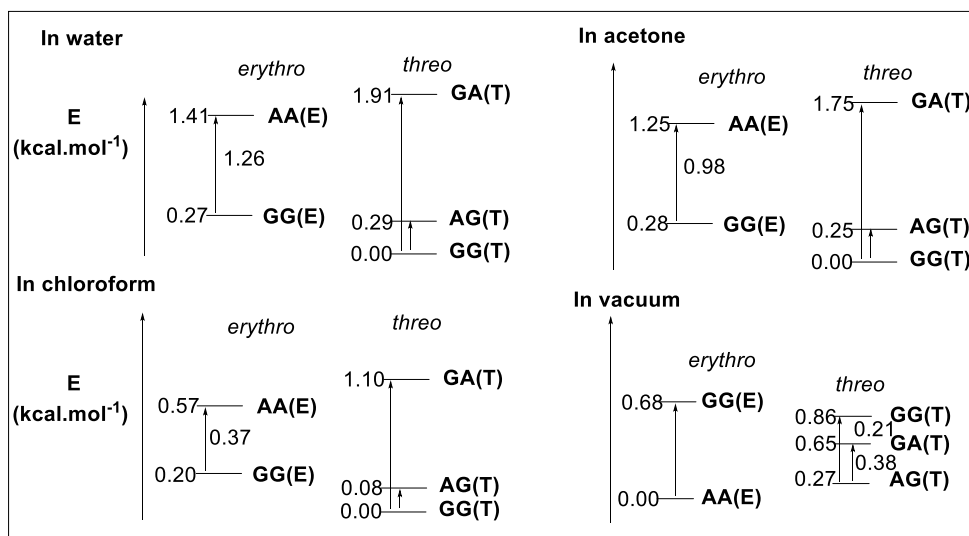 In water
erythro
threo
E
(kcal.mol-1)
1.41 AA(E)
1.26
0.27 GG(E)
1.91 GA(T)
0.29 AG(T)
0.00 GG(T)
In acetone
erythro
threo
1.25 AA(E)
0.98
0.28 GG(E)
1.75 GA(T)
0.25 AG(T)
0.00 GG(T)
In chloroform
erythro
threo
E
(kcal.mol-1)
0.57 AA(E)
0.37
0.20 GG(E)
1.10 GA(T)
0.08 AG(T)
0.00 GG(T)
In vacuum
erythro
threo
0.68 GG(E)
0.00 AA(E)
0.86 GG(T)
0.21
0.65 GA(T)
0.38
0.27 AG(T)